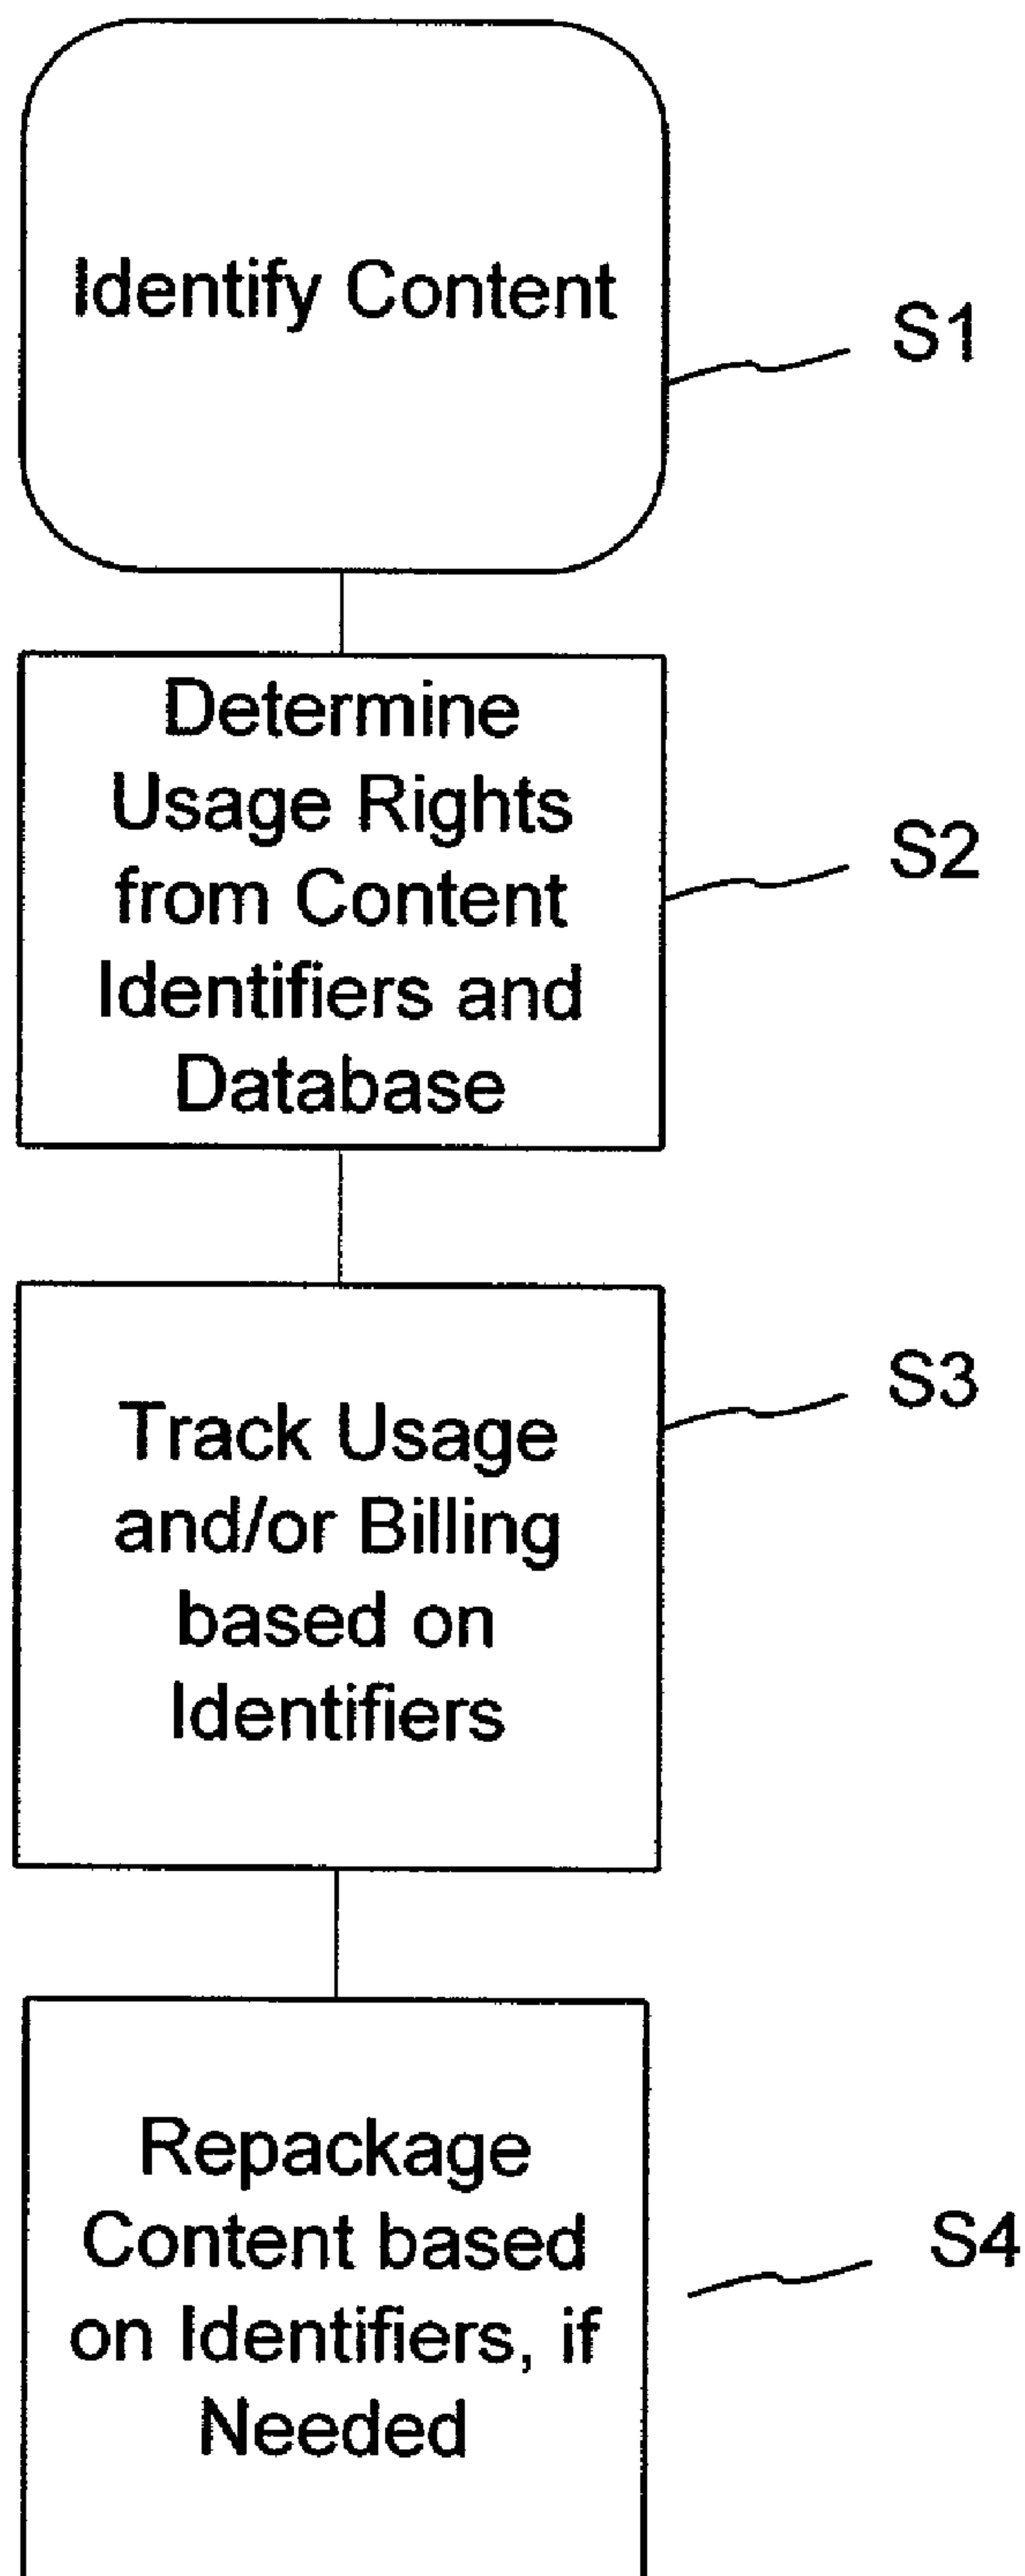 Identify Content
S1
Determine
Usage Rights
from Content
Identifiers and
Database
S2
Track Usage
and/or Billing
based on
Identifiers
S3
Repackage
Content based
on Identifiers, if
Needed
S4